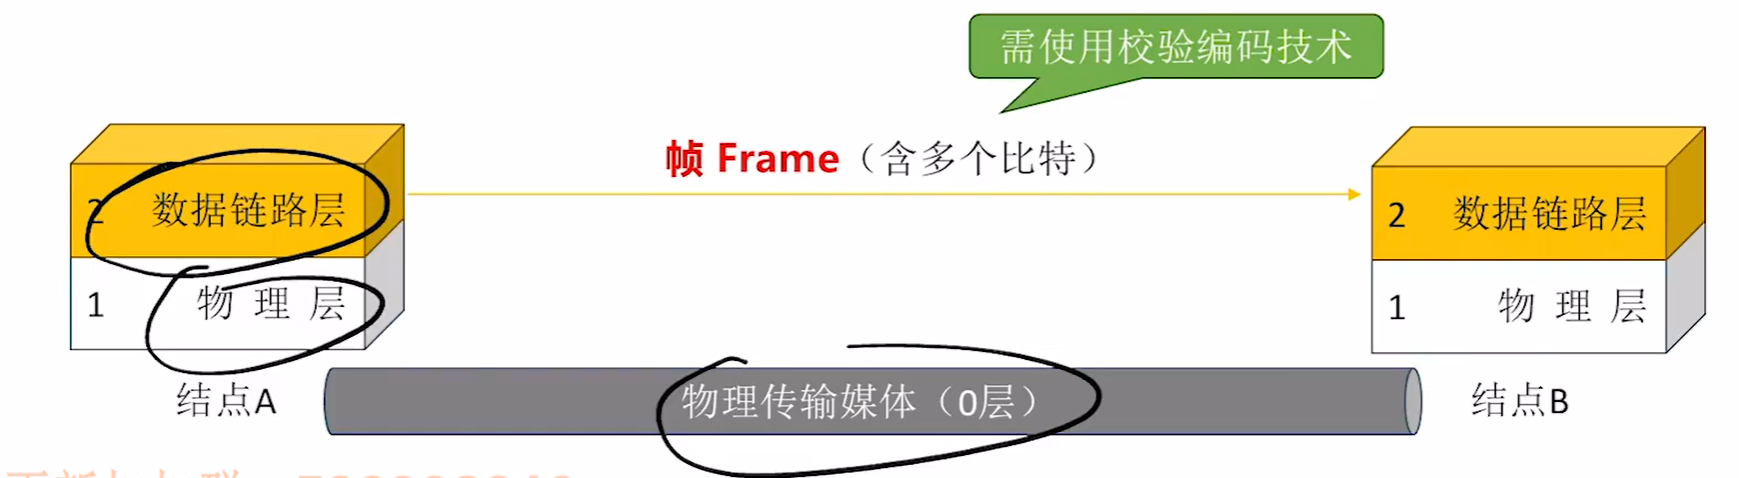 需使用校验编码技术
帧 Frame（含多个比特）
2 数据链路层
1 物 理 层
结点A
物理传输媒体（0层）
2 数据链路层
1 物 理 层
结点B